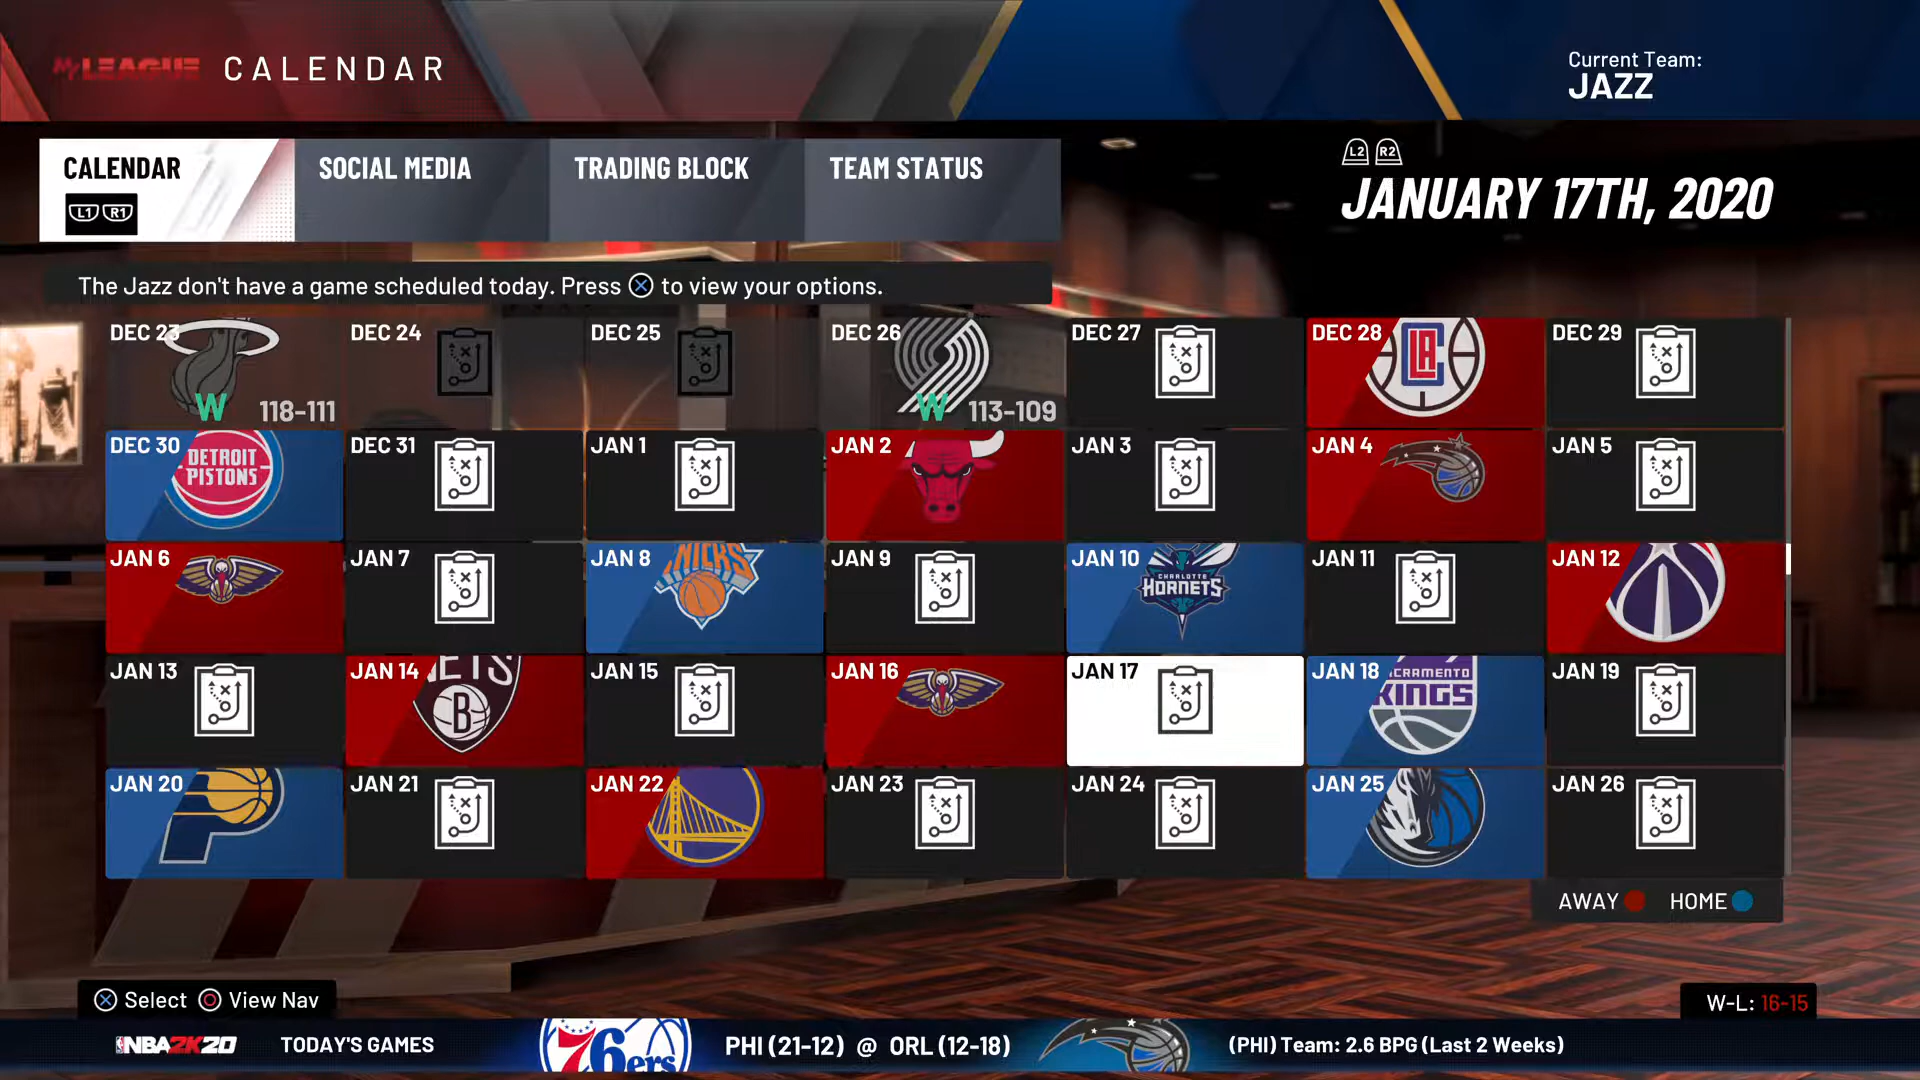 MyLEAGUE CALENDAR
Current Team:
JAZZ
CALENDAR
L1 R1
SOCIAL MEDIA
TRADING BLOCK
TEAM STATUS
L2 R2
JANUARY 17TH, 2020
The Jazz don't have a game scheduled today. Press X to view your options.
DEC 23 DEC 24 DEC 25 DEC 26 DEC 27 DEC 28 DEC 29
LA
W 118-111
W 113-109
DEC 30 DEC 31 JAN 1 JAN 2 JAN 3 JAN 4 JAN 5
DETROIT
PISTONS
JAN 6 JAN 7 JAN 8 JAN 9 JAN 10 JAN 11 JAN 12
CHARLOTTE
HORNETS
JAN 13 JAN 14 JAN 15 JAN 16 JAN 17 JAN 18 JAN 19
B
KINGS
JAN 20 JAN 21 JAN 22 JAN 23 JAN 24 JAN 25 JAN 26
AWAY HOME
Select View Nav
W-L: 16-15
NBA2K20 TODAY'S GAMES 76ers PHI (21-12) @ ORL (12-18) (PHI) Team: 2.6 BPG (Last 2 Weeks)